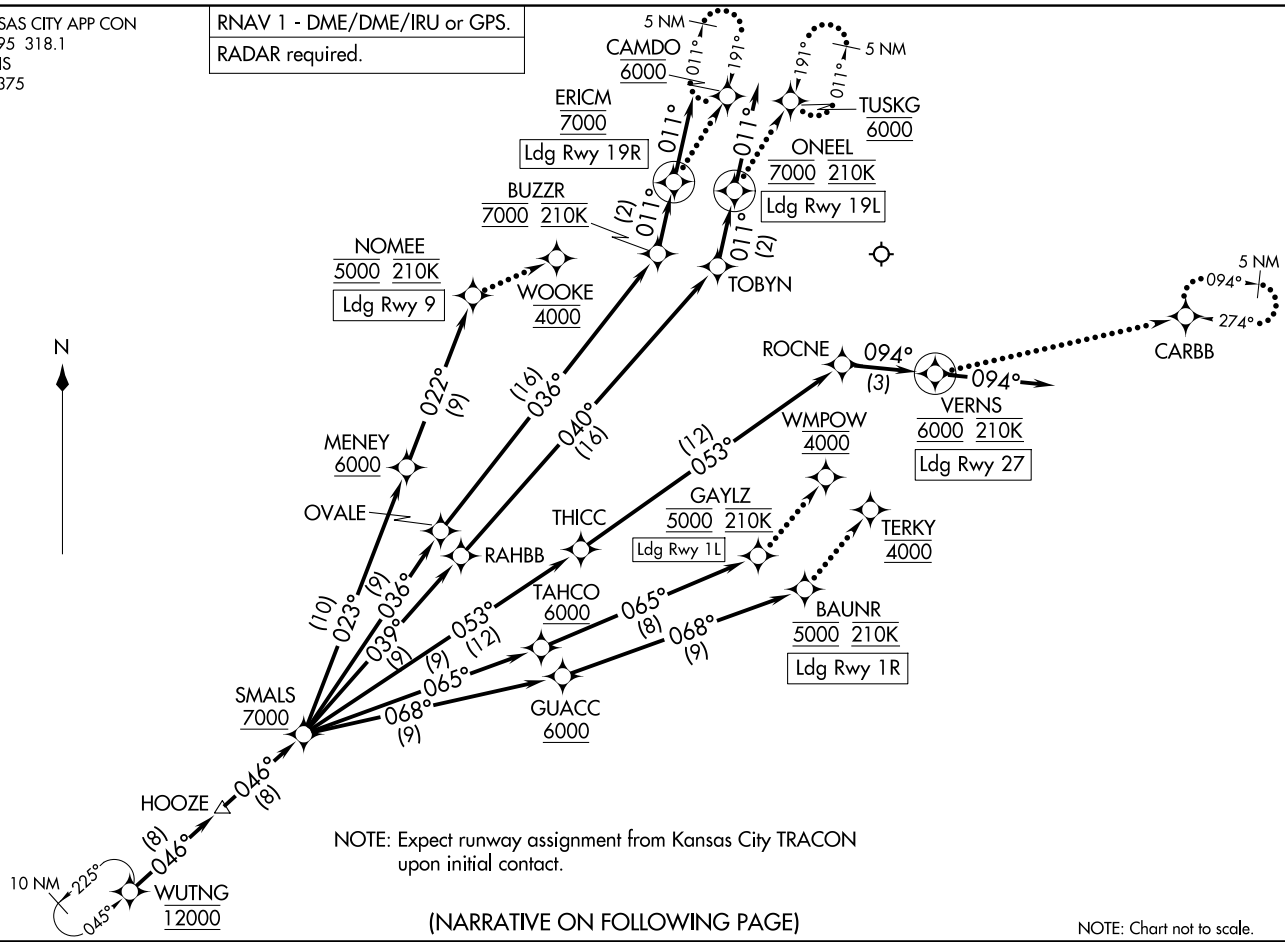 SAS CITY APP CON
95 318.1
IS
375
RNAV 1 - DME/DME/IRU or GPS.
RADAR required.
5 NM
CAMDO
6000
011°
191°
191°
011°
5 NM
TUSKG
6000
ERICM
7000
Ldg Rwy 19R
011°
011°
ONEEL
7000 210K
Ldg Rwy 19L
BUZZR
7000 210K
(2)
011°
011°
(2)
TOBYN
NOMEE
5000 210K
Ldg Rwy 9
WOOKE
4000
N
022°
(9)
(16)
036°
040°
(16)
ROCNE
094°
(3)
094°
VERNS
6000 210K
Ldg Rwy 27
5 NM
094°
274°
CARBB
MENEY
6000
OVALE
RAHBB
THICC
(12)
053°
WMPOW
4000
GAYLZ
5000 210K
Ldg Rwy 1L
TERKY
4000
(10)
023°
(9)
036°
039°
(9)
053°
(12)
TAHCO
6000
065°
(8)
068°
(9)
BAUNR
5000 210K
Ldg Rwy 1R
(9)
065°
068°
(9)
GUACC
6000
SMALS
7000
046°
(8)
HOOZE
(8)
046°
10 NM
225°
045°
WUTNG
12000
NOTE: Expect runway assignment from Kansas City TRACON
upon initial contact.
(NARRATIVE ON FOLLOWING PAGE)
NOTE: Chart not to scale.